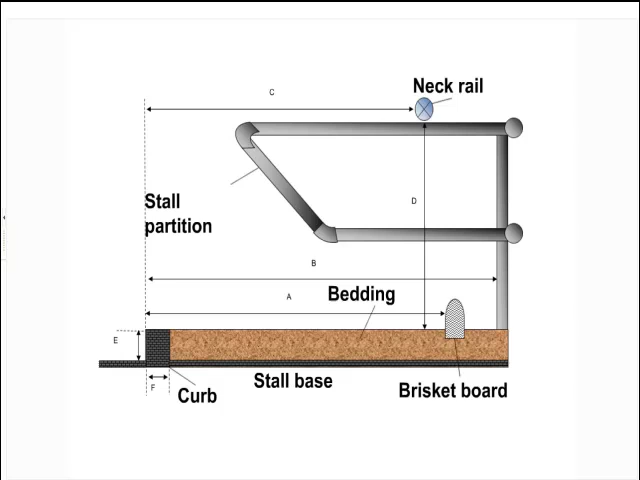 Neck rail
C
Stall
partition
D
B
A
Bedding
E
F
Curb
Stall base
Brisket board